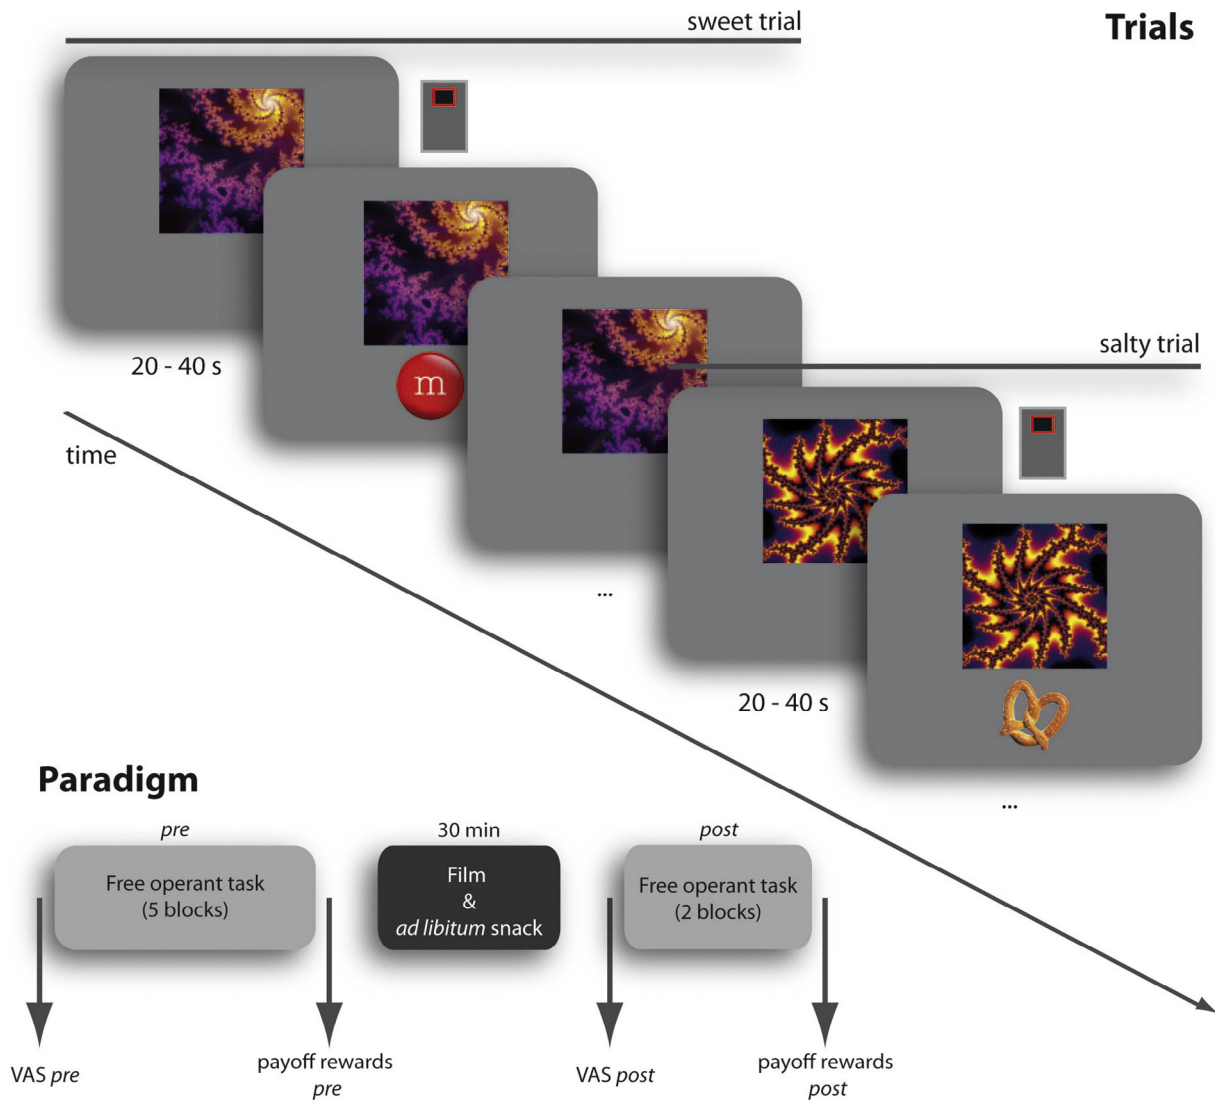 sweet trial
Trials
20 - 40 s
m
salty trial
time
...
20 - 40 s
...
Paradigm
pre
30 min
post
Free operant task
(5 blocks)
Film
&
ad libitum snack
Free operant task
(2 blocks)
VAS pre
payoff rewards
pre
VAS post
payoff rewards
post